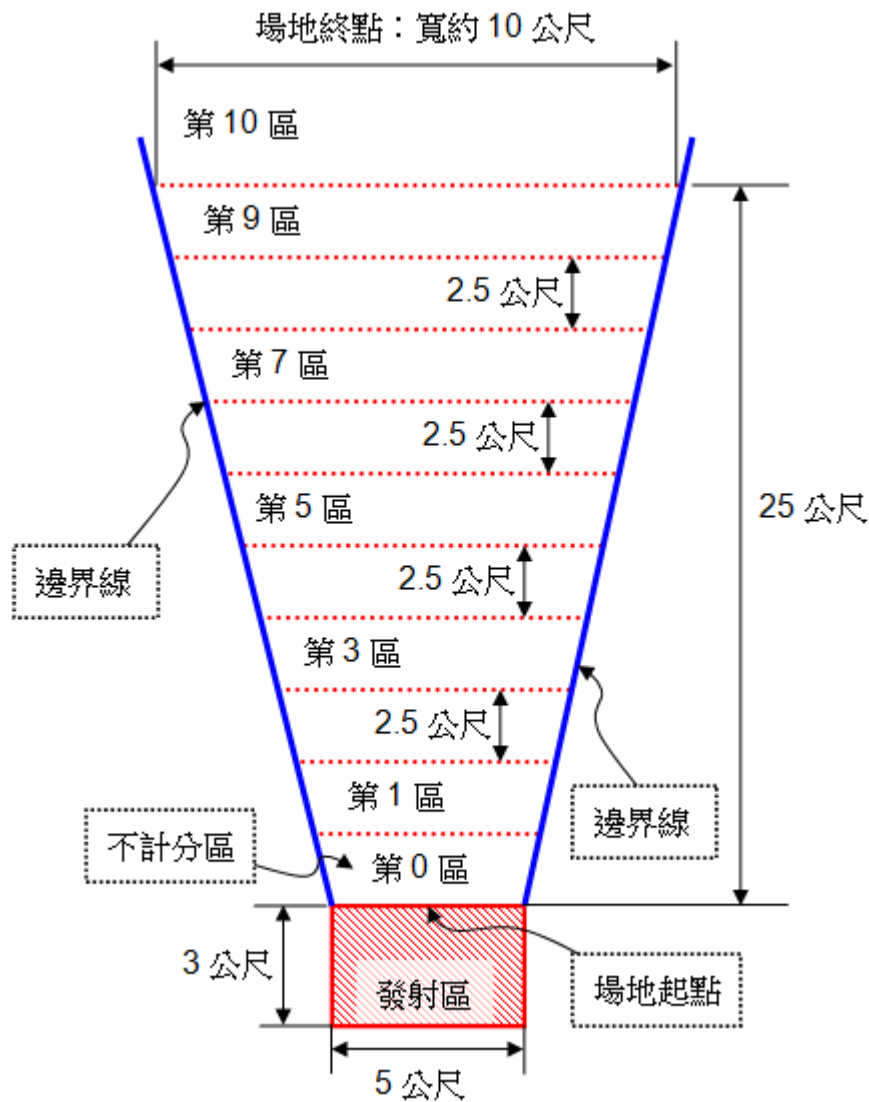 場地終點：寬約 10 公尺
第 10 區
第 9 區
2.5 公尺
第 7 區
2.5 公尺
第 5 區
25 公尺
邊界線
2.5 公尺
第 3 區
2.5 公尺
第 1 區
邊界線
不計分區
第 0 區
3 公尺
發射區
場地起點
5 公尺